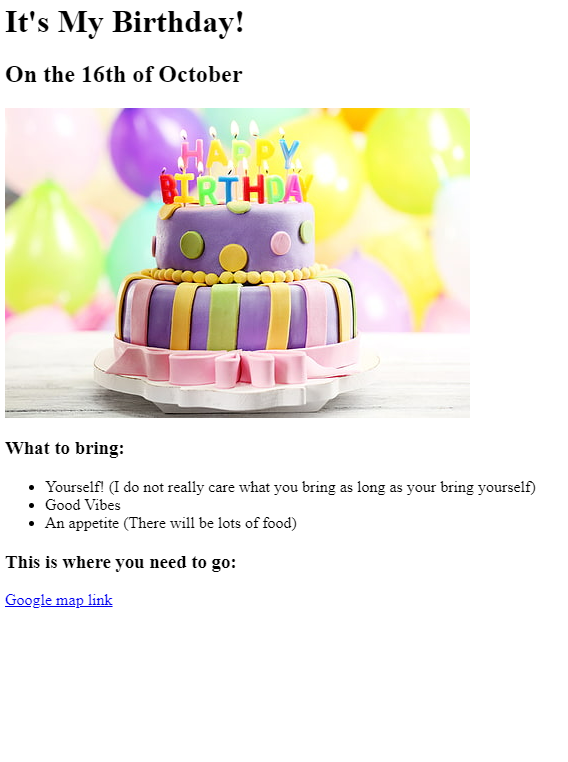 It's My Birthday!
On the 16th of October
HAPPY
BIRTHDAY
What to bring:
Yourself! (I do not really care what you bring as long as your bring yourself)
Good Vibes
An appetite (There will be lots of food)
This is where you need to go:
Google map link